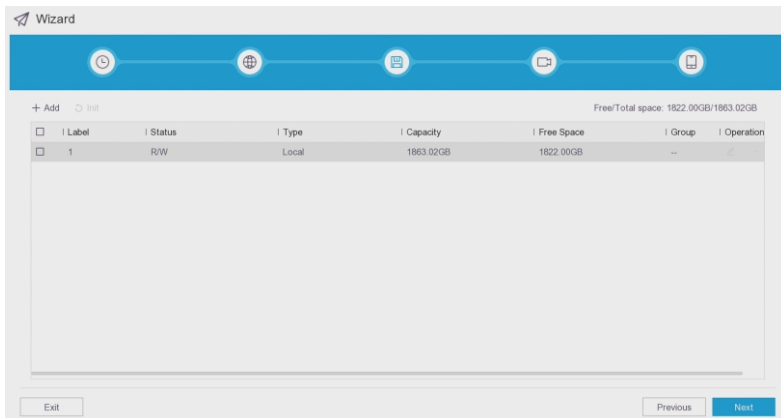 Wizard
+ Add Init
Free/Total space: 1822.00GB/1863.02GB
Label Status Type Capacity Free Space Group Operation
1 R/W Local 1863.02GB 1822.00GB --
Exit Previous Next